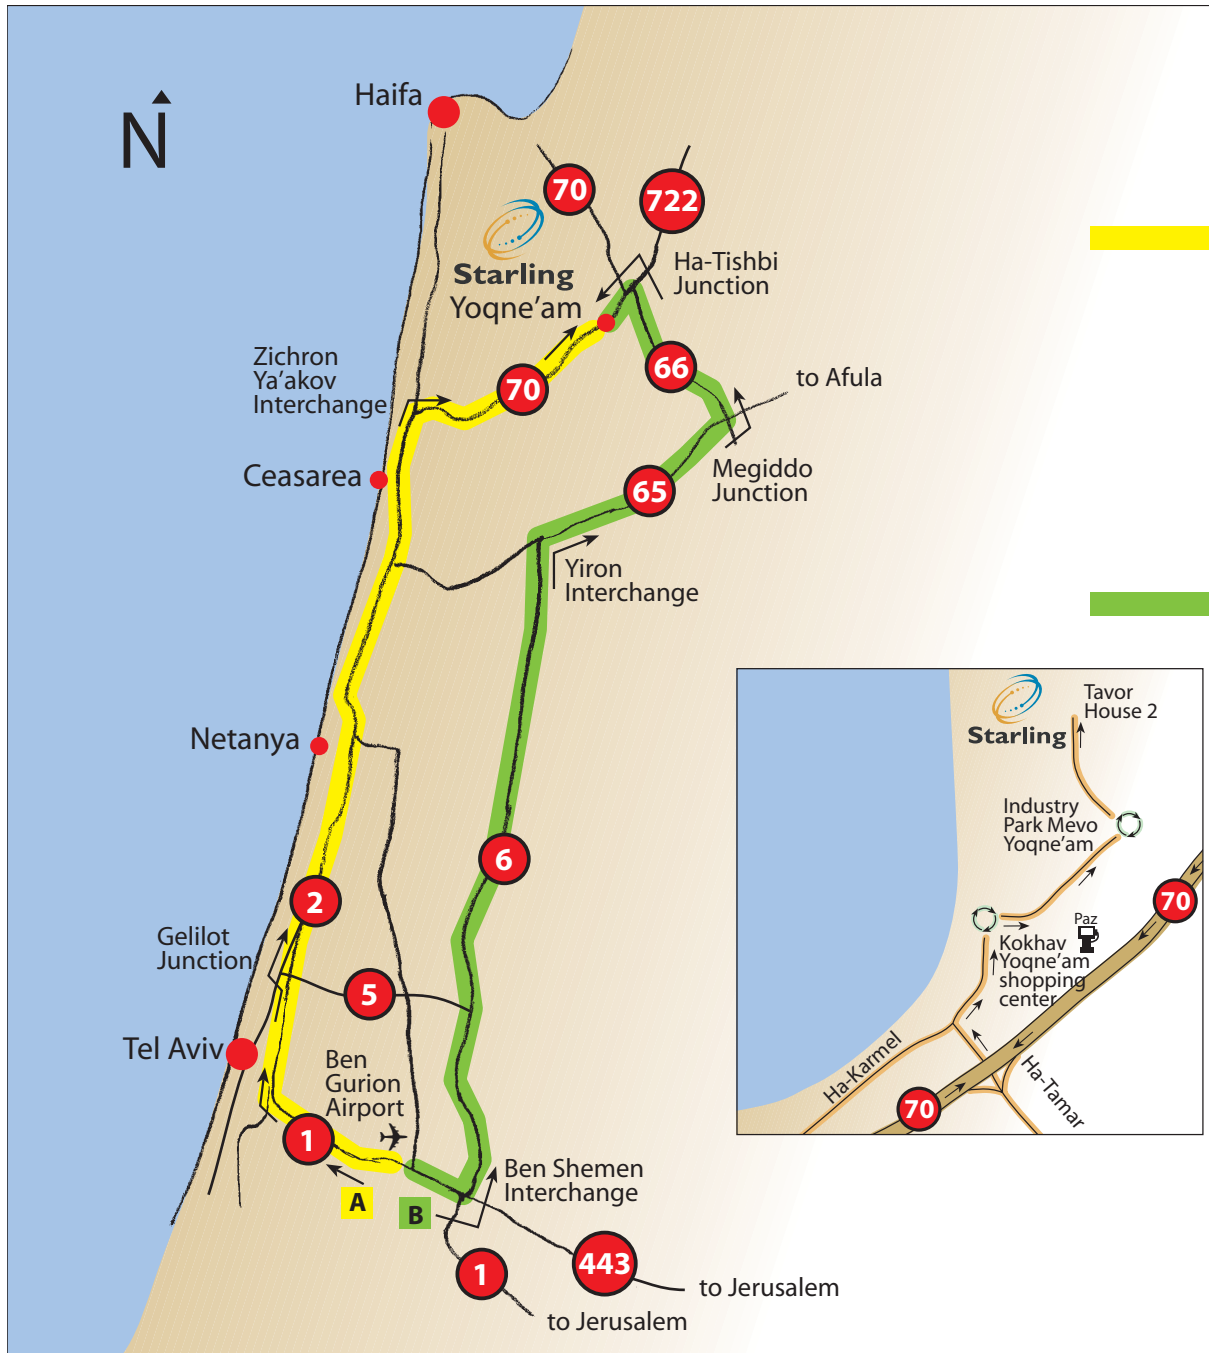 N
Haifa
70
722
Starling
Yoqne'am
Ha-Tishbi
Junction
Zichron
Ya'akov
Interchange
70
66
to Afula
Ceasarea
65
Megiddo
Junction
Yiron
Interchange
Netanya
6
2
Gelilot
Junction
5
Tel Aviv
Ben
Gurion
Airport
1
A
B
Ben Shemen
Interchange
443
1
to Jerusalem
to Jerusalem
Starling
Tavor
House 2
Industry
Park Mevo
Yoqne'am
70
Paz
Kokhav
Yoqne'am
shopping
center
Ha-Karmel
Ha-Tamar
70